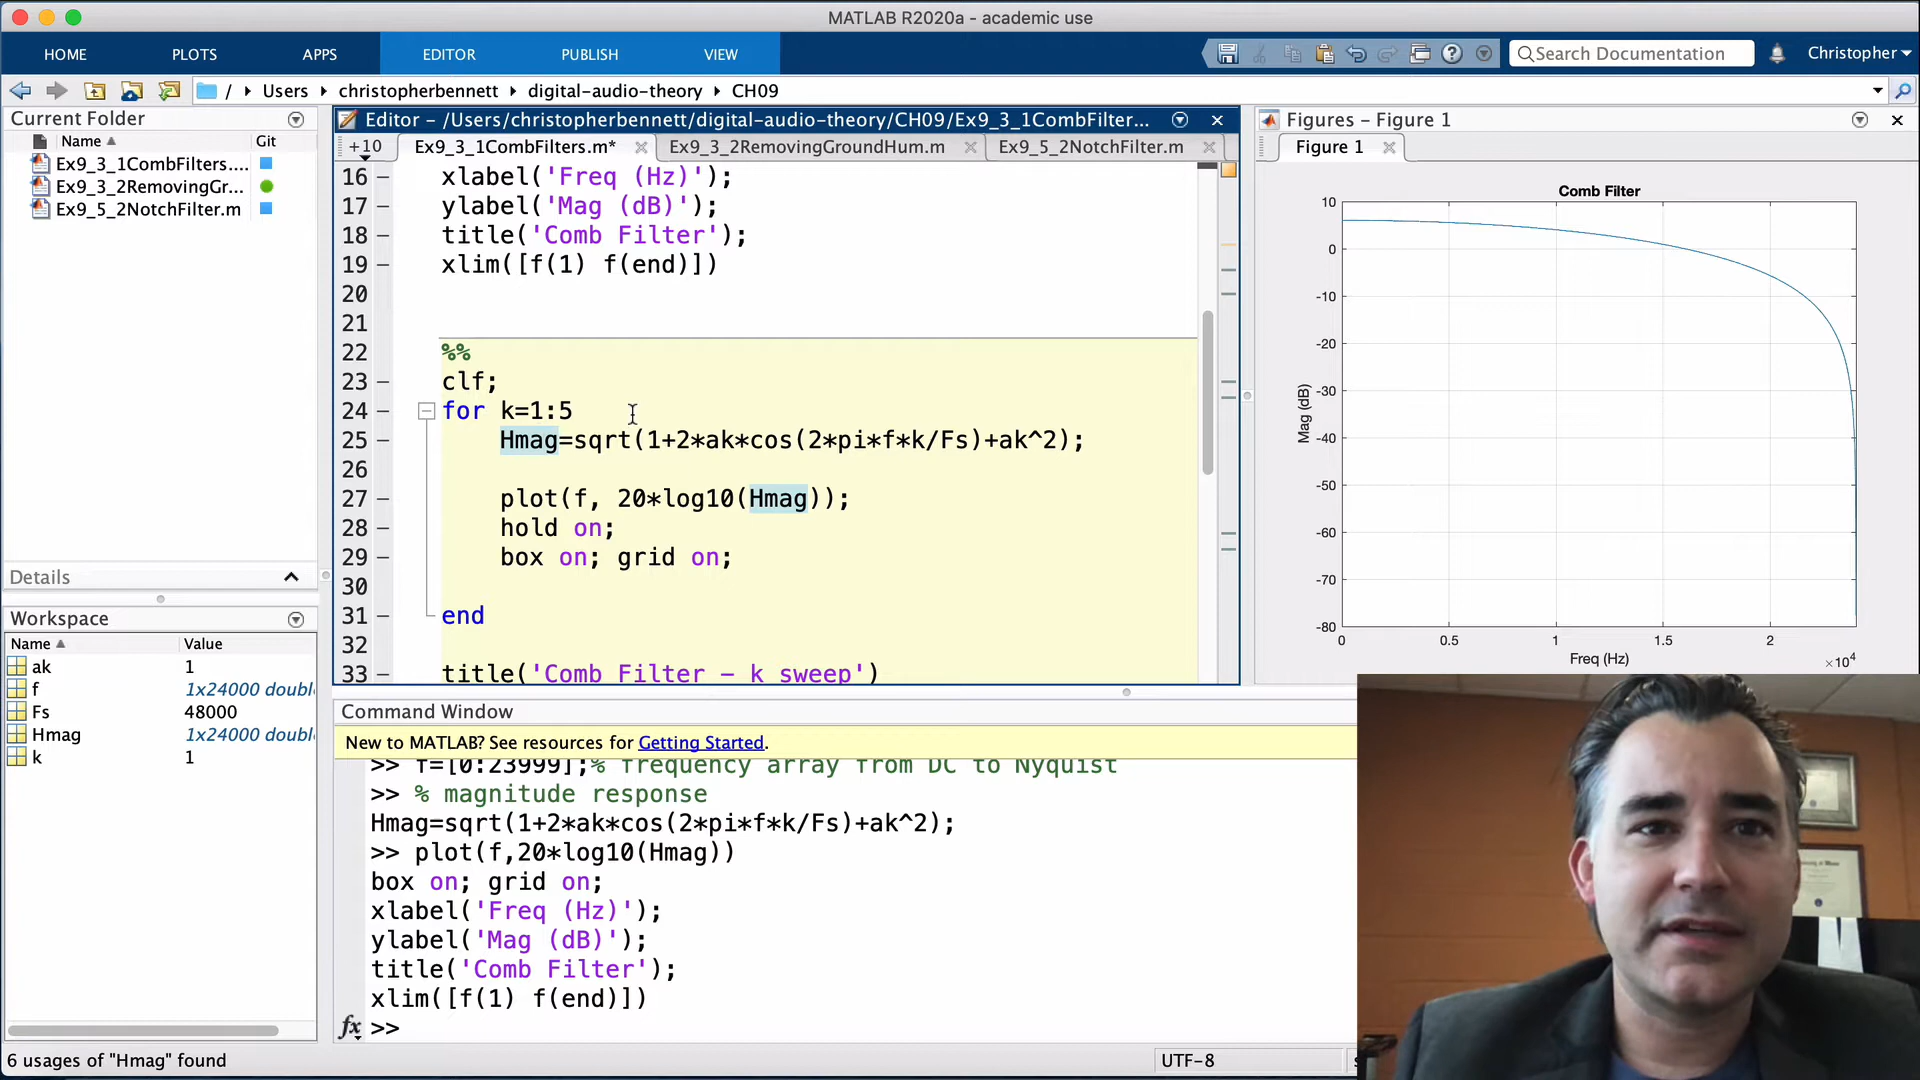 MATLAB R2020a - academic use
HOME PLOTS APPS EDITOR PUBLISH VIEW
Search Documentation
Christopher
/ Users christopherbennett digital-audio-theory CH09
Current Folder
Name Git
Ex9_3_1CombFilters....
Ex9_3_2RemovingGr...
Ex9_5_2NotchFilter.m
Details
Workspace
Name Value
ak 1
f 1x24000 doubl
Fs 48000
Hmag 1x24000 doubl
k 1
6 usages of "Hmag" found
Editor – /Users/christopherbennett/digital-audio-theory/CH09/Ex9_3_1CombFilter...
+10 Ex9_3_1CombFilters.m* Ex9_3_2RemovingGroundHum.m Ex9_5_2NotchFilter.m
16 – xlabel('Freq (Hz)');
17 – ylabel('Mag (dB)');
18 – title('Comb Filter');
19 – xlim([f(1) f(end)])
20
21
22 %%
23 – clf;
24 – for k=1:5
25 – Hmag=sqrt(1+2*ak*cos(2*pi*f*k/Fs)+ak^2);
26
27 – plot(f, 20*log10(Hmag));
28 – hold on;
29 – box on; grid on;
30
31 – end
32
33 – title('Comb Filter – k sweep')
Command Window
New to MATLAB? See resources for Getting Started.
>> f=[0:23999];% frequency array from DC to Nyquist
>> % magnitude response
Hmag=sqrt(1+2*ak*cos(2*pi*f*k/Fs)+ak^2);
>> plot(f,20*log10(Hmag))
box on; grid on;
xlabel('Freq (Hz)');
ylabel('Mag (dB)');
title('Comb Filter');
xlim([f(1) f(end)])
fx >>
UTF-8
Figures – Figure 1
Figure 1
Comb Filter
10
0
-10
-20
-30
-40
-50
-60
-70
-80
Mag (dB)
0 0.5 1 1.5 2
Freq (Hz)
×10⁴